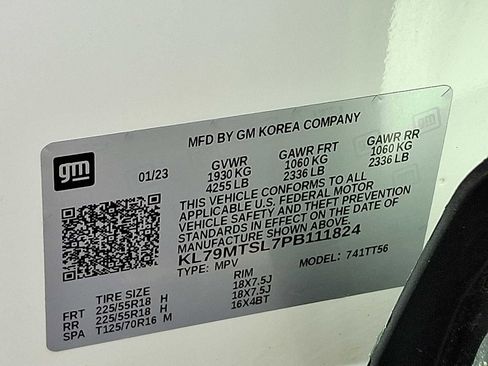 MFD BY GM KOREA COMPANY
gm
01/23 GVWR GAWR FRT GAWR RR
1930 KG 1060 KG 1060 KG
4255 LB 2336 LB 2336 LB
THIS VEHICLE CONFORMS TO ALL
APPLICABLE U.S. FEDERAL MOTOR
VEHICLE SAFETY AND THEFT PREVENTION
STANDARDS IN EFFECT ON THE DATE OF
MANUFACTURE SHOWN ABOVE.
KL79MTSL7PB111824
TYPE: MPV MODEL: 741TT56
TIRE SIZE RIM
FRT 225/55R18 H 18X7.5J
RR 225/55R18 H 18X7.5J
SPA T125/70R16 M 16X4BT